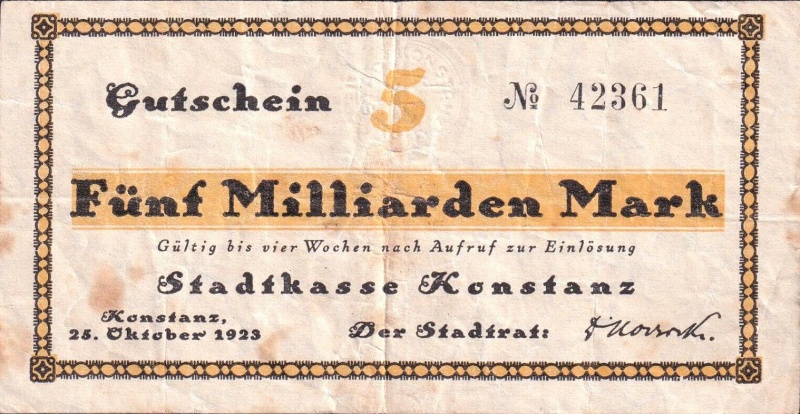 Gutschein 5 № 42361
Fünf Milliarden Mark
Gültig bis vier Wochen nach Aufruf zur Einlösung
Stadtkasse Konstanz
Konstanz,
25. Oktober 1923 Der Stadtrat: